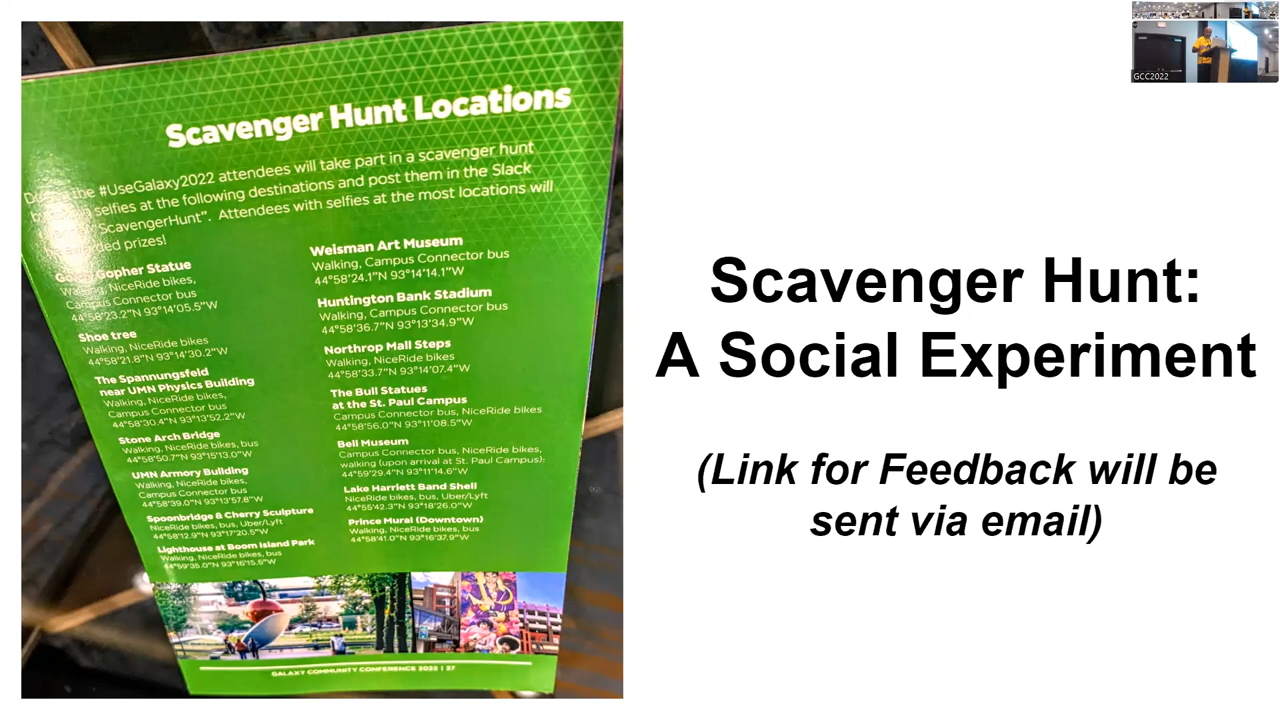 Scavenger Hunt Locations
the #UseGalaxy2022 attendees will take part in a scavenger hunt
selfies at the following destinations and post them in the Slack
ScavengerHunt". Attendees with selfies at the most locations will
prizes!
Gopher Statue
Walking, NiceRide bikes,
Campus Connector bus
44°58'23.2"N 93°14'05.5"W
Shoe tree
Walking, NiceRide bikes
44°58'21.8"N 93°14'30.2"W
The Spannungsfeld
near UMN Physics Building
Walking, NiceRide bikes,
Campus Connector bus
44°58'30.4"N 93°13'52.2"W
Stone Arch Bridge
Walking, NiceRide bikes, bus
44°58'50.7"N 93°15'13.0"W
UMN Armory Building
Walking, NiceRide bikes,
Campus Connector bus
44°58'39.0"N 93°13'57.8"W
Spoonbridge & Cherry Sculpture
NiceRide bikes, bus, Uber/Lyft
44°58'12.9"N 93°17'20.5"W
Lighthouse at Boom Island Park
Walking, NiceRide bikes, bus
44°59'35.0"N 93°16'15.5"W
Weisman Art Museum
Walking, Campus Connector bus
44°58'24.1"N 93°14'14.1"W
Huntington Bank Stadium
Walking, Campus Connector bus
44°58'36.7"N 93°13'34.9"W
Northrop Mall Steps
Walking, NiceRide bikes
44°58'33.7"N 93°14'07.4"W
The Bull Statues
at the St. Paul Campus
Campus Connector bus, NiceRide bikes
44°58'56.0"N 93°11'08.5"W
Bell Museum
Campus Connector bus, NiceRide bikes,
walking (upon arrival at St. Paul Campus):
44°59'29.4"N 93°11'14.6"W
Lake Harriett Band Shell
NiceRide bikes, bus, Uber/Lyft
44°55'42.3"N 93°18'26.0"W
Prince Mural (Downtown)
Walking, NiceRide bikes, bus
44°58'41.0"N 93°16'37.9"W
GALAXY COMMUNITY CONFERENCE 2022 | 27
Scavenger Hunt:
A Social Experiment
(Link for Feedback will be
sent via email)
GCC2022